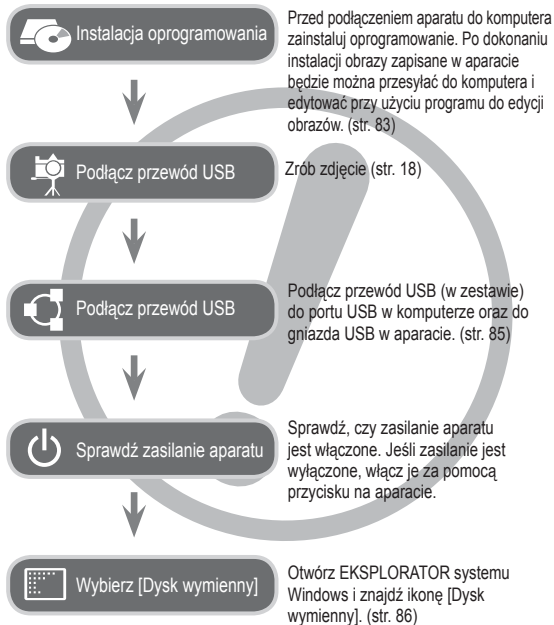 Instalacja oprogramowania
Przed podłączeniem aparatu do komputera
zainstaluj oprogramowanie. Po dokonaniu
instalacji obrazy zapisane w aparacie
będzie można przesyłać do komputera i
edytować przy użyciu programu do edycji
obrazów. (str. 83)
Podłącz przewód USB
Zrób zdjęcie (str. 18)
Podłącz przewód USB
Podłącz przewód USB (w zestawie)
do portu USB w komputerze oraz do
gniazda USB w aparacie. (str. 85)
Sprawdź zasilanie aparatu
Sprawdź, czy zasilanie aparatu
jest włączone. Jeśli zasilanie jest
wyłączone, włącz je za pomocą
przycisku na aparacie.
Wybierz [Dysk wymienny]
Otwórz EKSPLORATOR systemu
Windows i znajdź ikonę [Dysk
wymienny]. (str. 86)